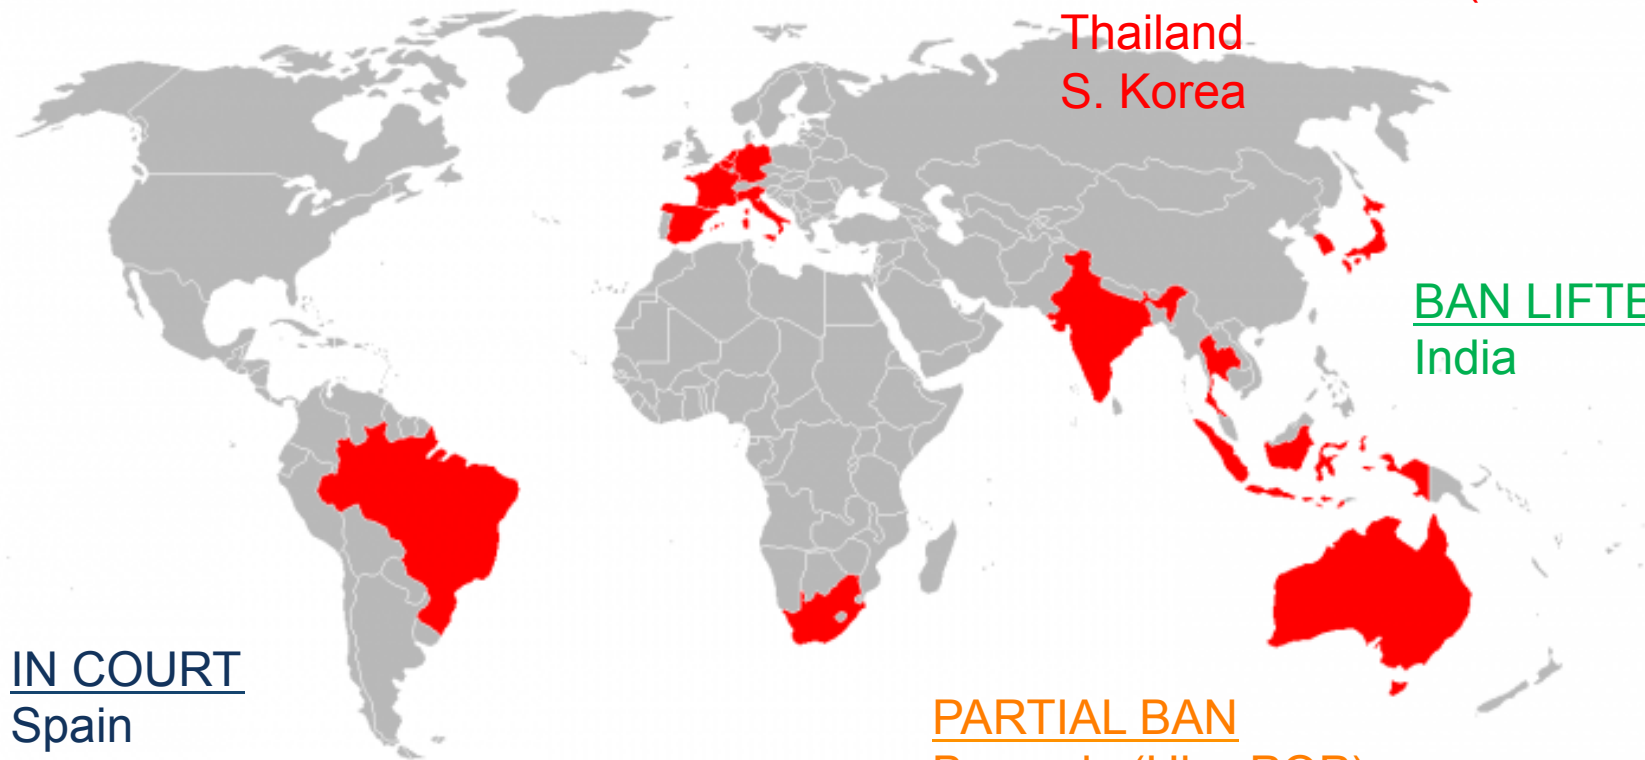 Thailand
S. Korea
BAN LIFTE
India
IN COURT
Spain
PARTIAL BAN